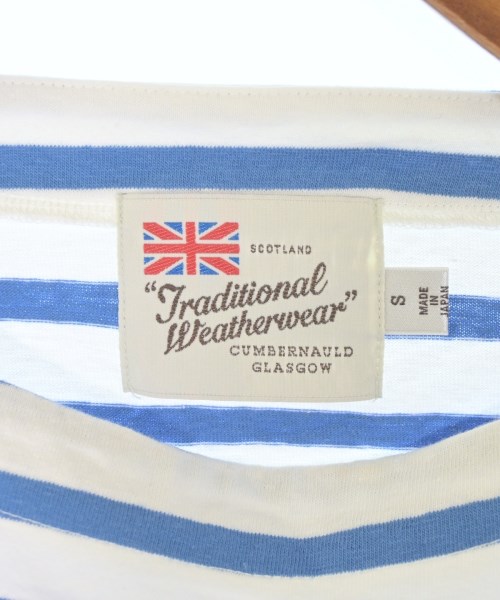 SCOTLAND
"Traditional
Weatherwear"
CUMBERNAULD
GLASGOW
S
MADE
IN
JAPAN